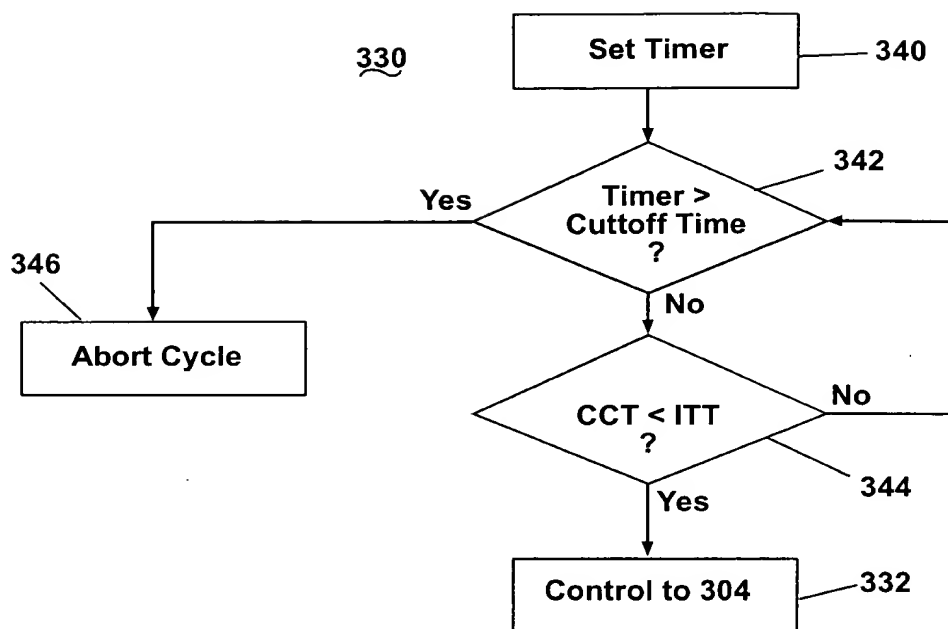 330
Set Timer
340
342
Yes
Timer >
Cuttoff Time
?
346
No
Abort Cycle
CCT < ITT
?
No
344
Yes
Control to 304
332